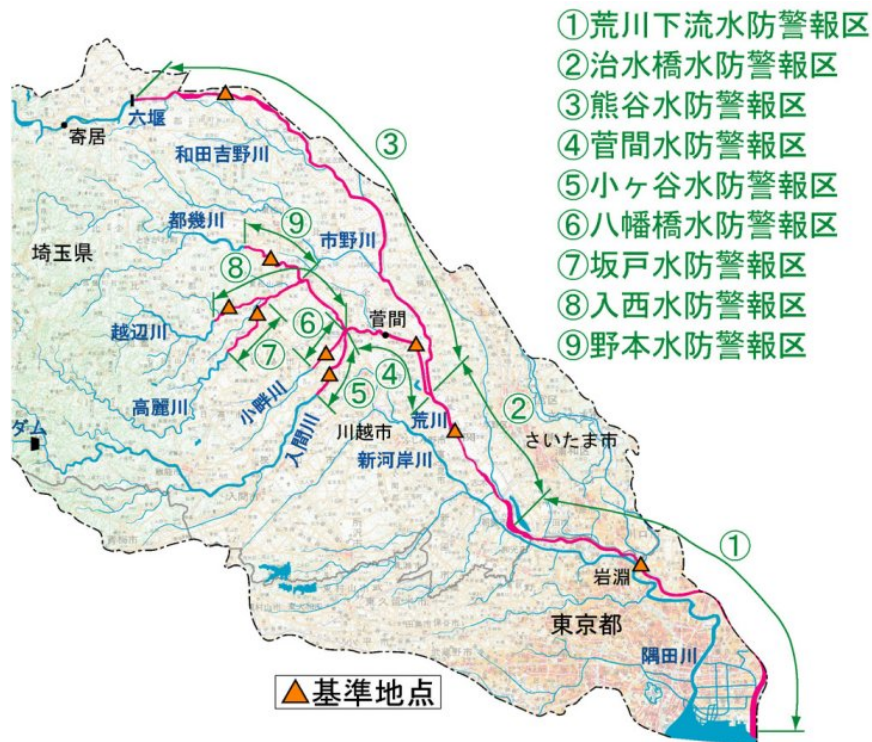 ①荒川下流水防警報区
②治水橋水防警報区
③熊谷水防警報区
④菅間水防警報区
⑤小ヶ谷水防警報区
⑥八幡橋水防警報区
⑦坂戸水防警報区
⑧入西水防警報区
⑨野本水防警報区
六堰
寄居
③
和田吉野川
都幾川
⑨
市野川
埼玉県
⑧
越辺川
菅間
⑥
⑦
高麗川
小畔川
⑤
④
②
ダム
入間川
川越市
荒川
さいたま市
新河岸川
①
岩淵
東京都
隅田川
基準地点